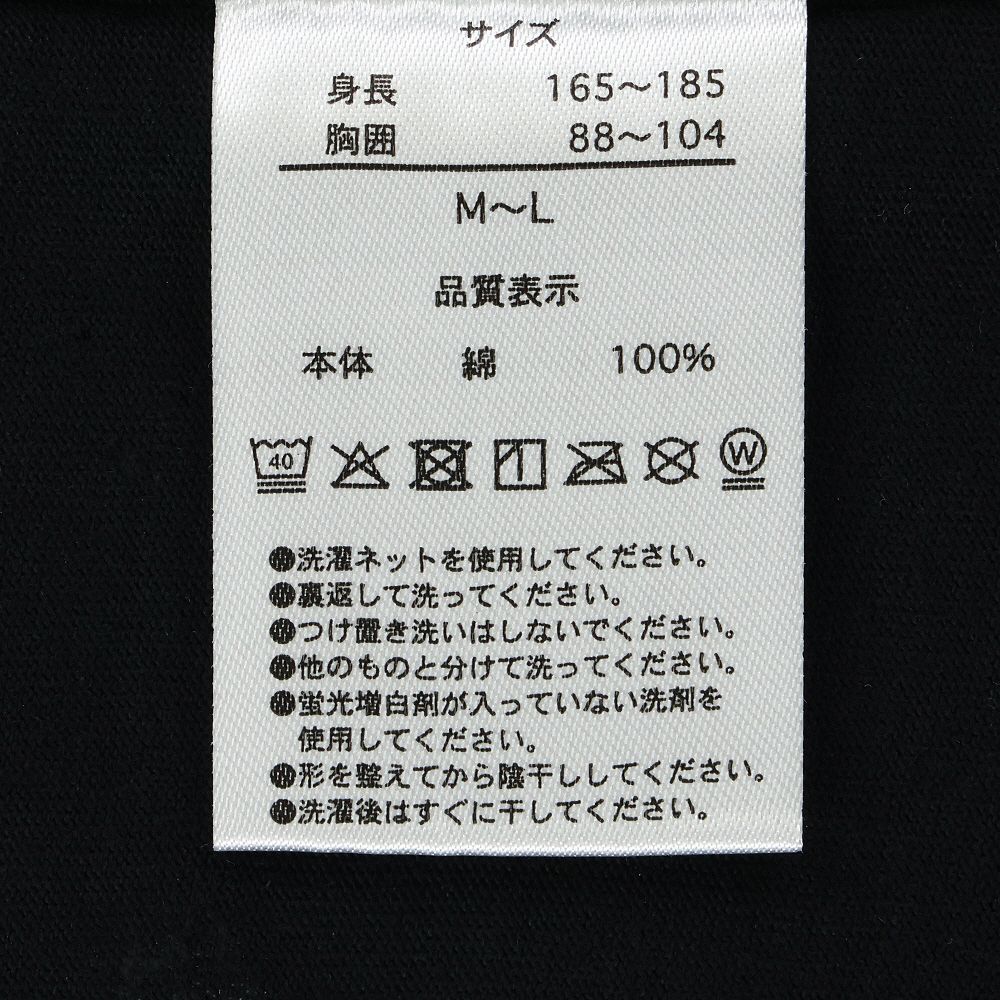 サイズ
身長 165～185
胸囲 88～104
M～L
品質表示
本体 綿 100%
40 W
●洗濯ネットを使用してください。
●裏返して洗ってください。
●つけ置き洗いはしないでください。
●他のものと分けて洗ってください。
●蛍光増白剤が入っていない洗剤を
使用してください。
●形を整えてから陰干ししてください。
●洗濯後はすぐに干してください。